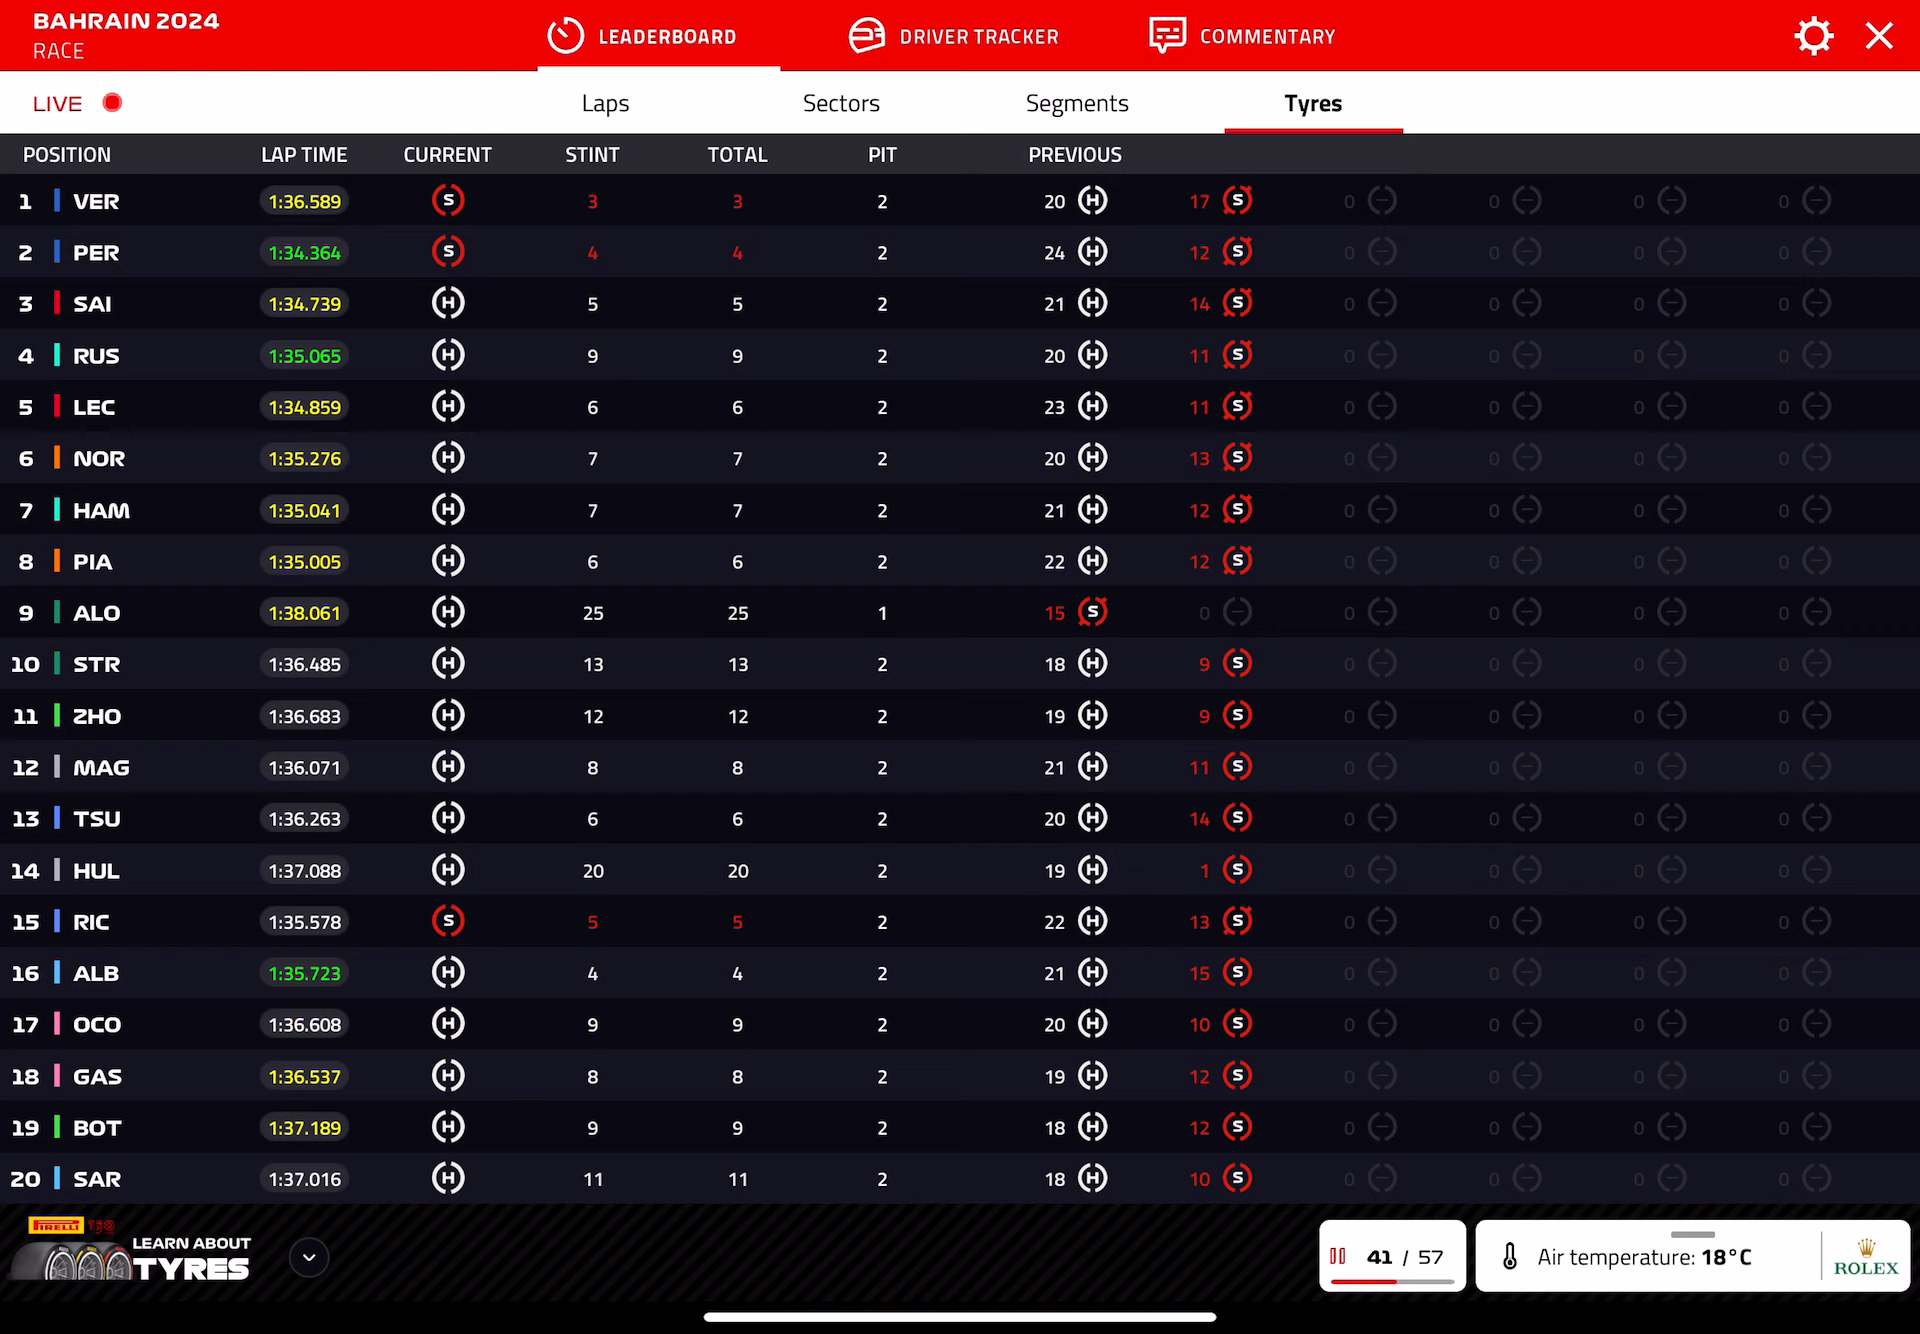 BAHRAIN 2024
RACE
LEADERBOARD DRIVER TRACKER COMMENTARY
LIVE Laps Sectors Segments Tyres
POSITION LAP TIME CURRENT STINT TOTAL PIT PREVIOUS
1 VER 1:36.589 S 3 3 2 20 H 17 S 0 0 0 0
2 PER 1:34.364 S 4 4 2 24 H 12 S 0 0 0 0
3 SAI 1:34.739 H 5 5 2 21 H 14 S 0 0 0 0
4 RUS 1:35.065 H 9 9 2 20 H 11 S 0 0 0 0
5 LEC 1:34.859 H 6 6 2 23 H 11 S 0 0 0 0
6 NOR 1:35.276 H 7 7 2 20 H 13 S 0 0 0 0
7 HAM 1:35.041 H 7 7 2 21 H 12 S 0 0 0 0
8 PIA 1:35.005 H 6 6 2 22 H 12 S 0 0 0 0
9 ALO 1:38.061 H 25 25 1 15 S 0 0 0 0 0
10 STR 1:36.485 H 13 13 2 18 H 9 S 0 0 0 0
11 ZHO 1:36.683 H 12 12 2 19 H 9 S 0 0 0 0
12 MAG 1:36.071 H 8 8 2 21 H 11 S 0 0 0 0
13 TSU 1:36.263 H 6 6 2 20 H 14 S 0 0 0 0
14 HUL 1:37.088 H 20 20 2 19 H 1 S 0 0 0 0
15 RIC 1:35.578 S 5 5 2 22 H 13 S 0 0 0 0
16 ALB 1:35.723 H 4 4 2 21 H 15 S 0 0 0 0
17 OCO 1:36.608 H 9 9 2 20 H 10 S 0 0 0 0
18 GAS 1:36.537 H 8 8 2 19 H 12 S 0 0 0 0
19 BOT 1:37.189 H 9 9 2 18 H 12 S 0 0 0 0
20 SAR 1:37.016 H 11 11 2 18 H 10 S 0 0 0 0
PIRELLI
LEARN ABOUT
TYRES
41 / 57
Air temperature: 18°C
ROLEX